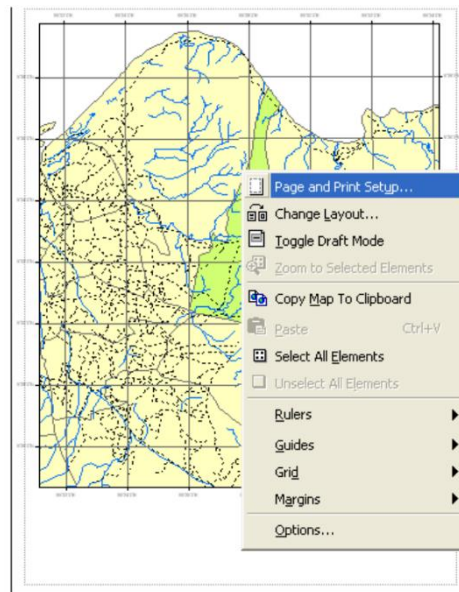 Page and Print Setup...
Change Layout...
Toggle Draft Mode
Zoom to Selected Elements
Copy Map To Clipboard
Paste Ctrl+V
Select All Elements
Unselect All Elements
Rulers
Guides
Grid
Margins
Options...